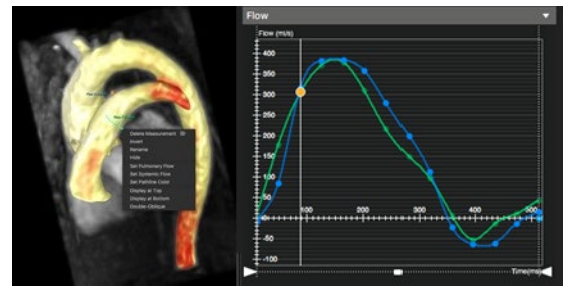 Flow
Flow (ml/s)
400
350
300
250
200
150
100
50
-50
-100
100
200
300
400
500
Time(ms)
Delete Measurement
Invert
Rename
Hide
Set Pulmonary Flow
Set Systemic Flow
Set Pathline Color
Display at Top
Display at Bottom
Double-Oblique